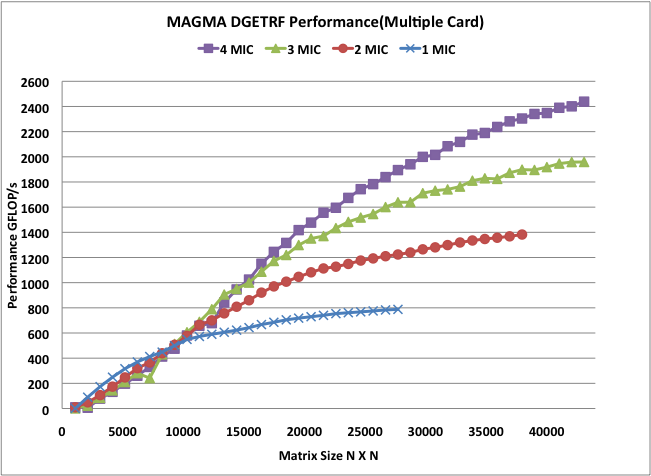 MAGMA DGETRF Performance(Multiple Card)
4 MIC 3 MIC 2 MIC 1 MIC
2600
2400
2200
2000
1800
1600
1400
1200
1000
800
600
400
200
0
Performance GFLOP/s
0 5000 10000 15000 20000 25000 30000 35000 40000
Matrix Size N X N